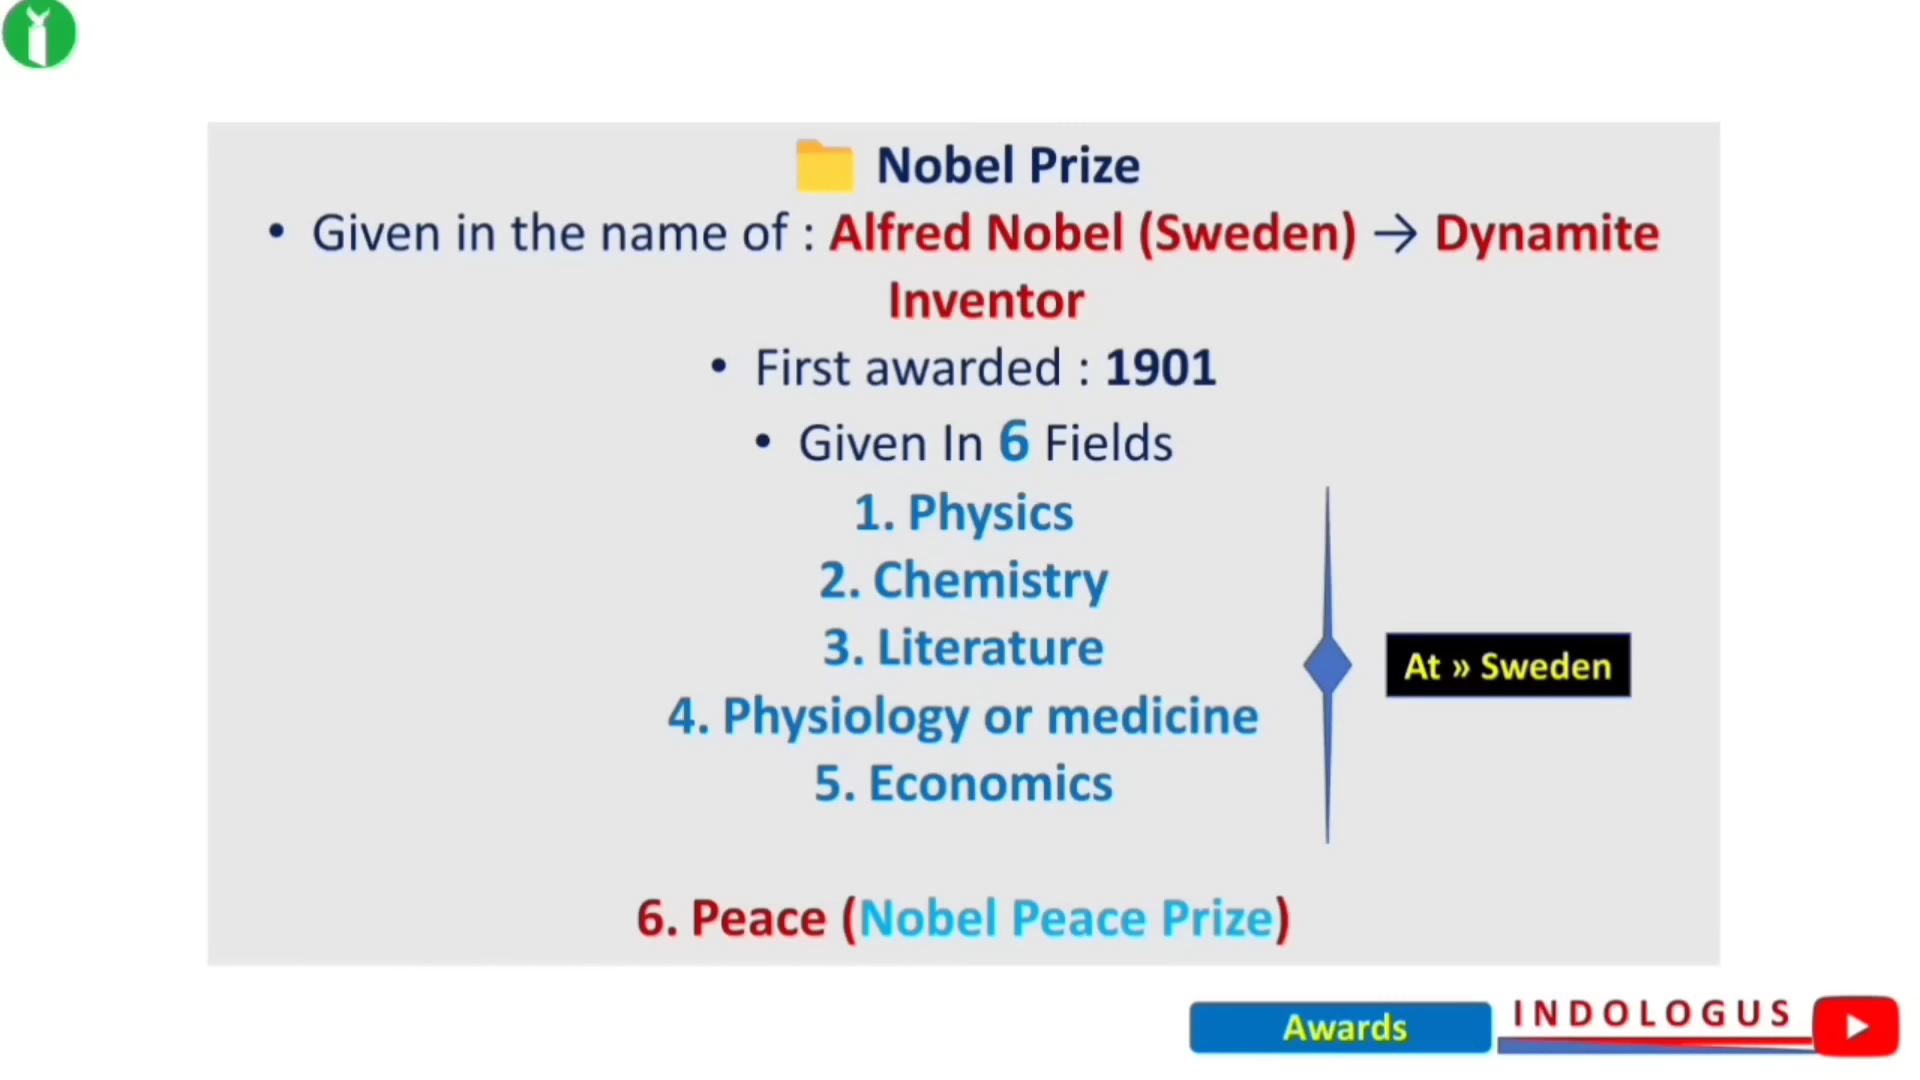 Nobel Prize
• Given in the name of : Alfred Nobel (Sweden) → Dynamite
Inventor
• First awarded : 1901
• Given In 6 Fields
1. Physics
2. Chemistry
3. Literature
4. Physiology or medicine
5. Economics
At » Sweden
6. Peace (Nobel Peace Prize)
Awards
INDOLOGUS